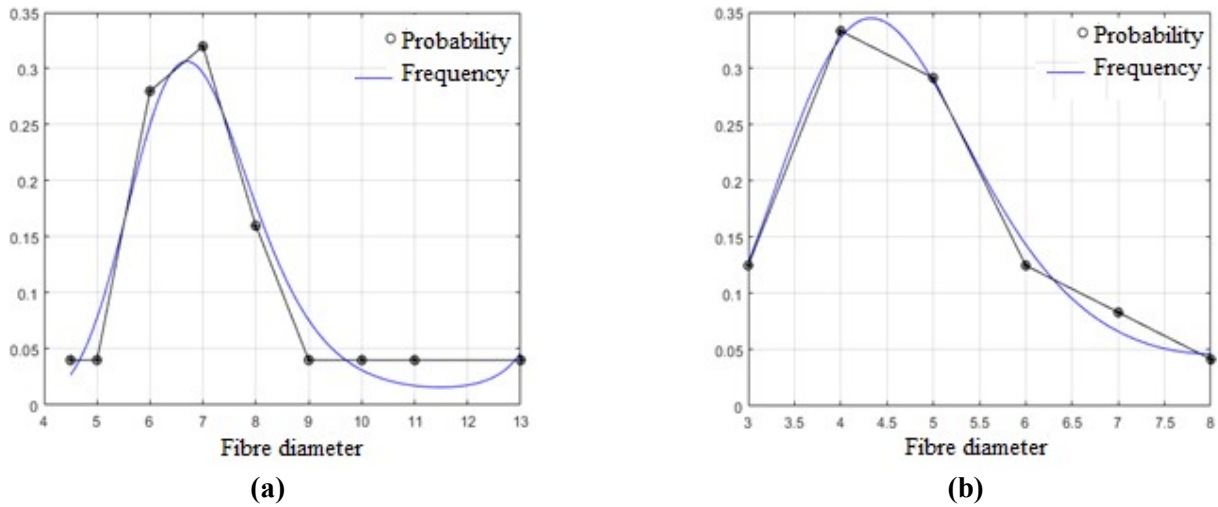 0.35
0.3
0.25
0.2
0.15
0.1
0.05
0
4 5 6 7 8 9 10 11 12 13
Probability
Frequency
Fibre diameter
(a)
0.35
0.3
0.25
0.2
0.15
0.1
0.05
0
3 3.5 4 4.5 5 5.5 6 6.5 7 7.5 8
Probability
Frequency
Fibre diameter
(b)